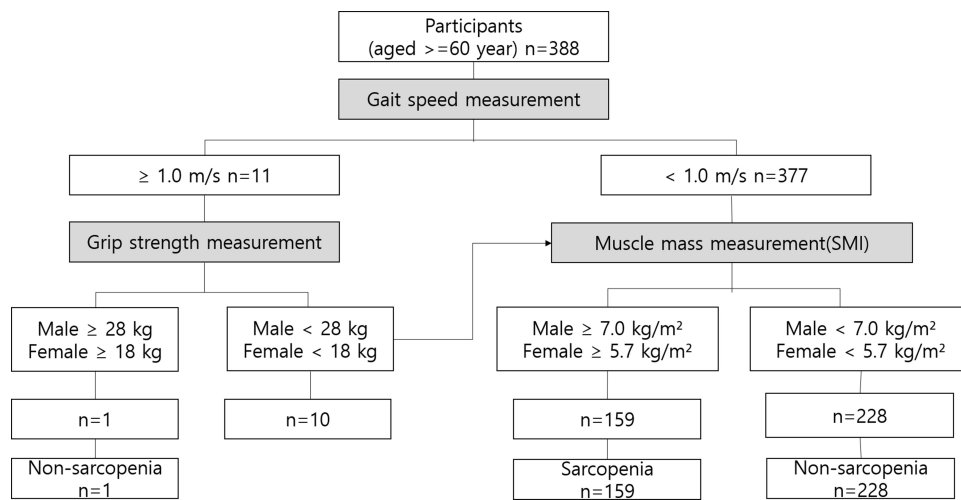 Participants
(aged >=60 year) n=388
Gait speed measurement
≥ 1.0 m/s n=11
< 1.0 m/s n=377
Grip strength measurement
Muscle mass measurement(SMI)
Male ≥ 28 kg
Female ≥ 18 kg
Male < 28 kg
Female < 18 kg
Male ≥ 7.0 kg/m²
Female ≥ 5.7 kg/m²
Male < 7.0 kg/m²
Female < 5.7 kg/m²
n=1
n=10
n=159
n=228
Non-sarcopenia
n=1
Sarcopenia
n=159
Non-sarcopenia
n=228